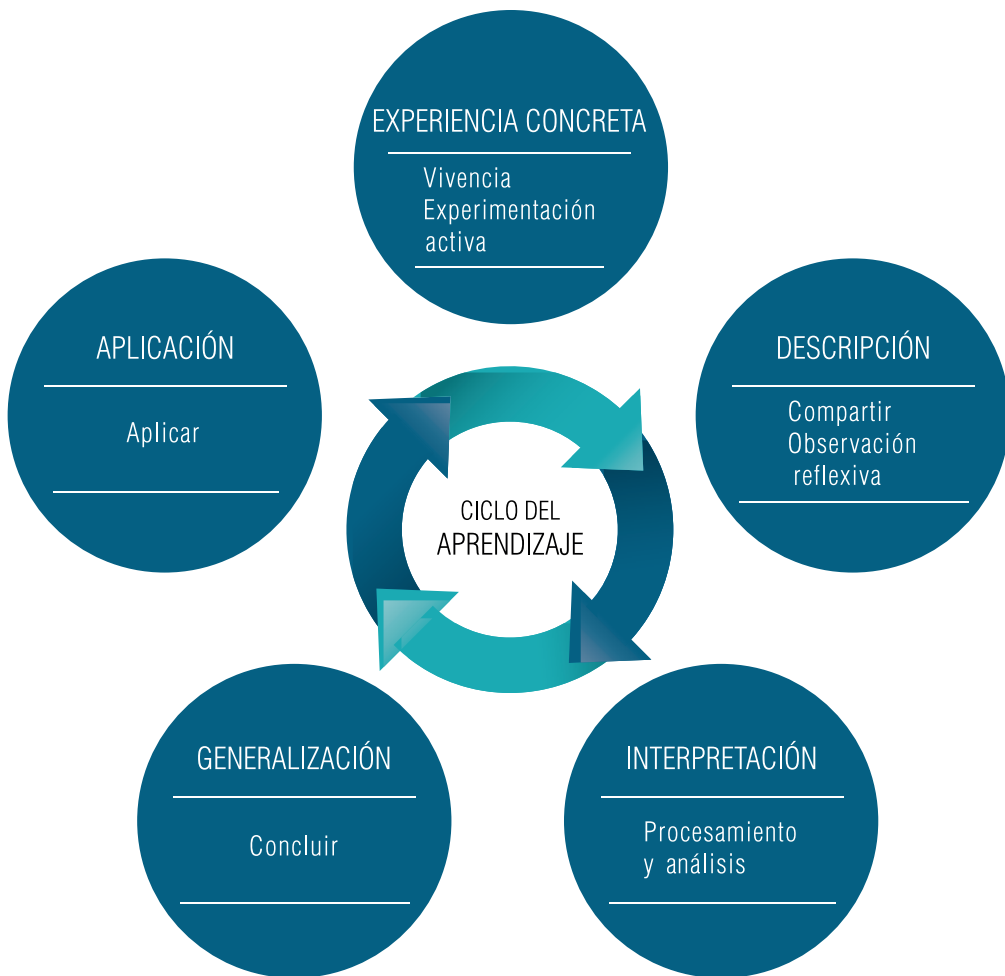 EXPERIENCIA CONCRETA
Vivencia
Experimentación
activa
DESCRIPCIÓN
Compartir
Observación
reflexiva
INTERPRETACIÓN
Procesamiento
y análisis
GENERALIZACIÓN
Concluir
APLICACIÓN
Aplicar
CICLO DEL
APRENDIZAJE